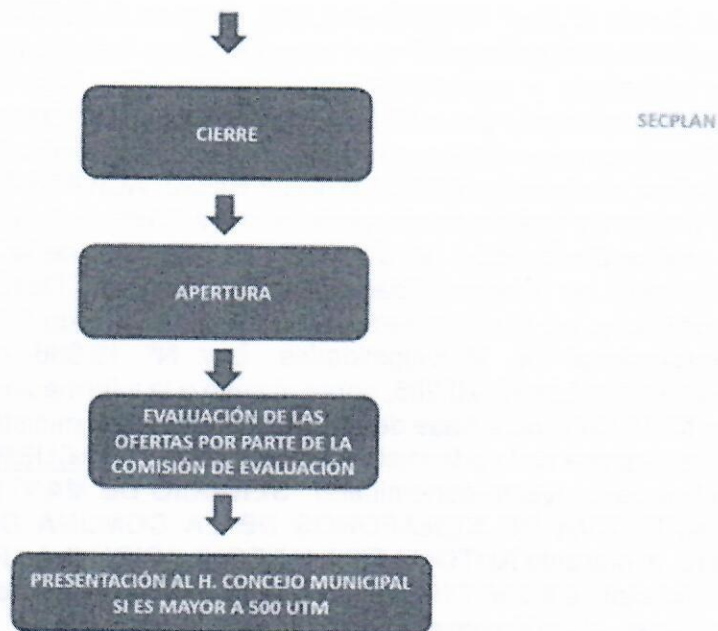 CIERRE
SECPLAN
APERTURA
EVALUACIÓN DE LAS
OFERTAS POR PARTE DE LA
COMISIÓN DE EVALUACIÓN
PRESENTACIÓN AL H. CONCEJO MUNICIPAL
SI ES MAYOR A 500 UTM